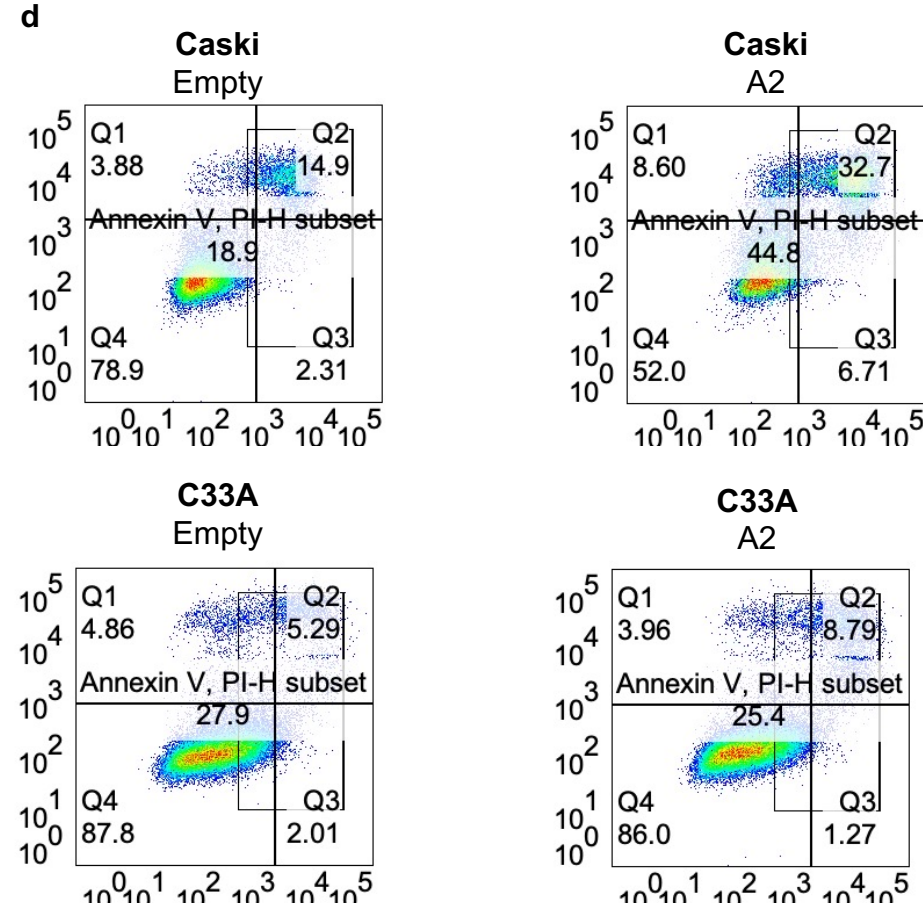 d
Caski
Empty
10^5
10^4
10^3
10^2
10^1
10^0
Q1
3.88
Q2
14.9
Annexin V, PI-H subset
18.9
Q4
78.9
Q3
2.31
10^0 10^1 10^2 10^3 10^4 10^5
Caski
A2
10^5
10^4
10^3
10^2
10^1
10^0
Q1
8.60
Q2
32.7
Annexin V, PI-H subset
44.8
Q4
52.0
Q3
6.71
10^0 10^1 10^2 10^3 10^4 10^5
C33A
Empty
10^5
10^4
10^3
10^2
10^1
10^0
Q1
4.86
Q2
5.29
Annexin V, PI-H subset
27.9
Q4
87.8
Q3
2.01
10^0 10^1 10^2 10^3 10^4 10^5
C33A
A2
10^5
10^4
10^3
10^2
10^1
10^0
Q1
3.96
Q2
8.79
Annexin V, PI-H subset
25.4
Q4
86.0
Q3
1.27
10^0 10^1 10^2 10^3 10^4 10^5